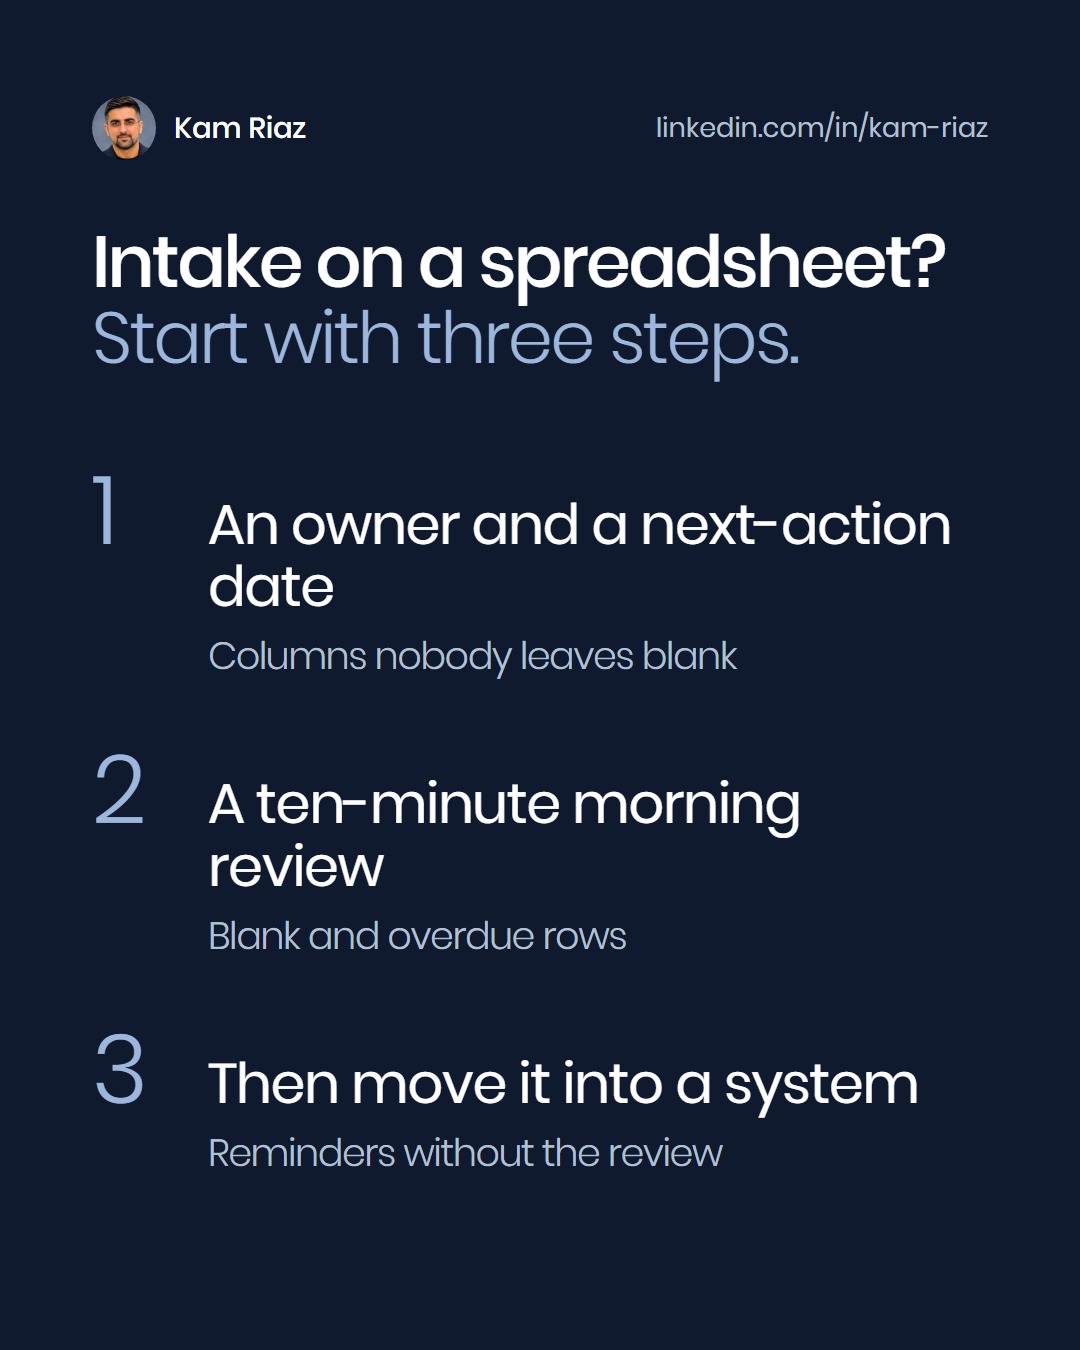 Kam Riaz
linkedin.com/in/kam-riaz
Intake on a spreadsheet?
Start with three steps.
1
An owner and a next-action
date
Columns nobody leaves blank
2
A ten-minute morning
review
Blank and overdue rows
3
Then move it into a system
Reminders without the review